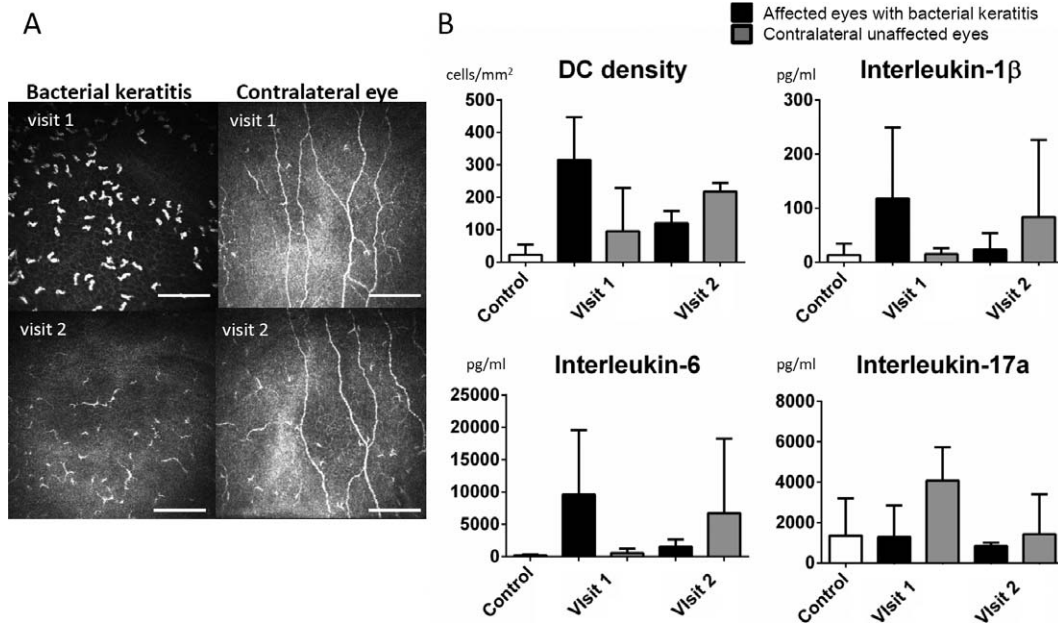 A
Bacterial keratitis
Contralateral eye
visit 1
visit 1
visit 2
visit 2
B
Affected eyes with bacterial keratitis
Contralateral unaffected eyes
cells/mm²
DC density
500
400
300
200
100
0
Control
VIsit 1
VIsit 2
pg/ml
Interleukin-1β
300
200
100
0
Control
VIsit 1
VIsit 2
pg/ml
Interleukin-6
25000
20000
15000
10000
5000
0
Control
VIsit 1
VIsit 2
pg/ml
Interleukin-17a
8000
6000
4000
2000
0
Control
VIsit 1
VIsit 2